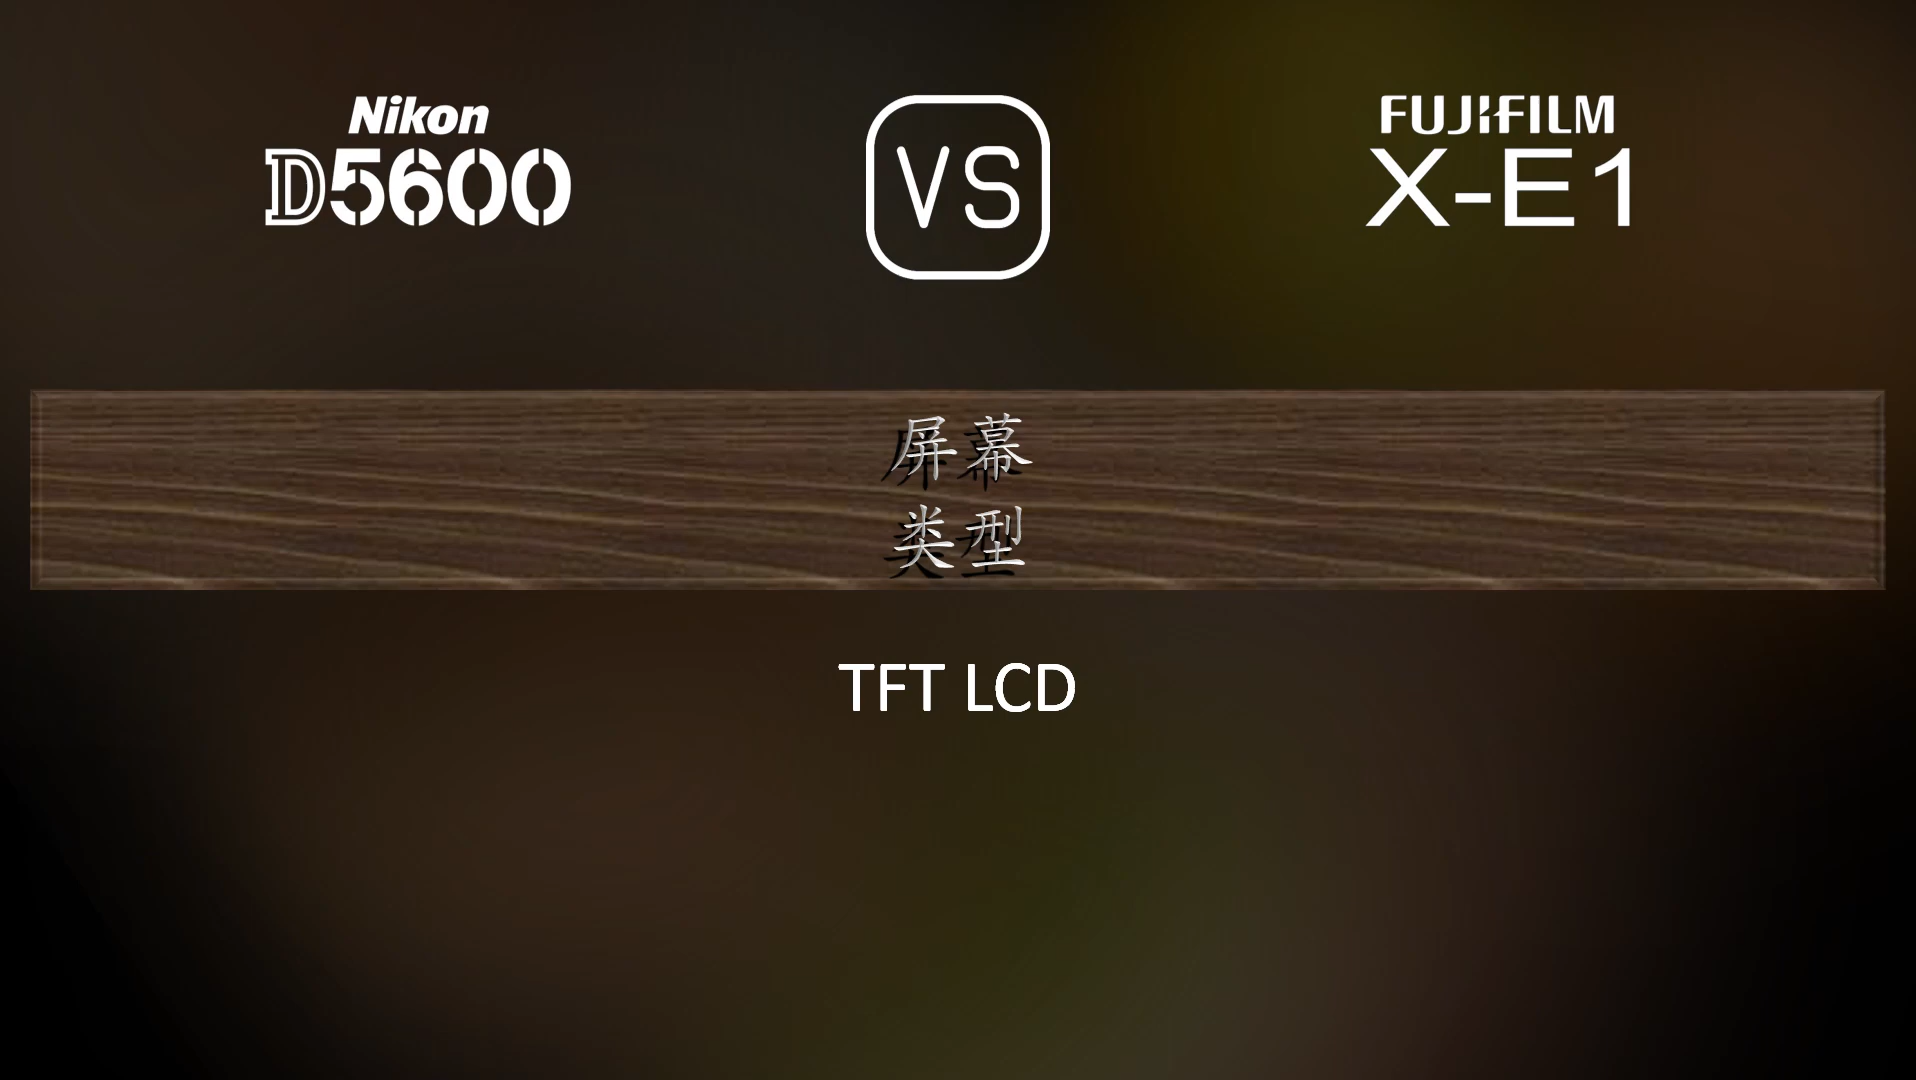 Nikon
D5600
VS
FUJIFILM
X-E1
屏幕
类型
TFT LCD